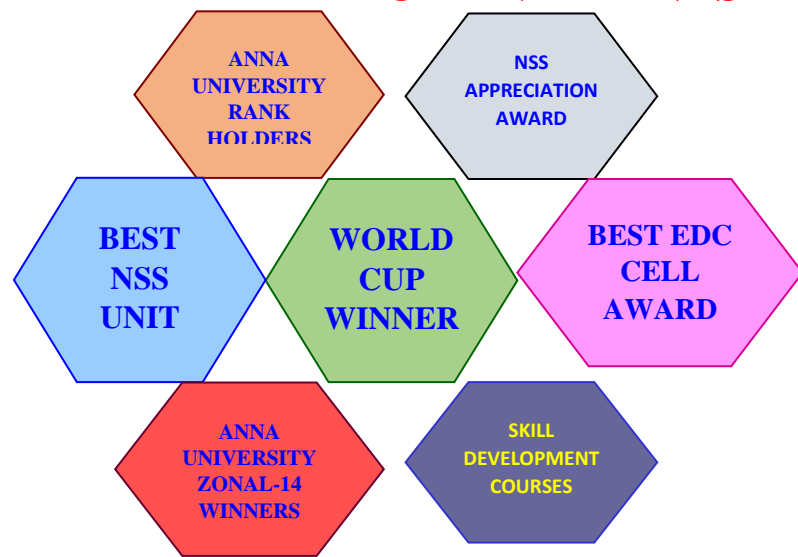 ANNA
UNIVERSITY
RANK
HOLDERS
NSS
APPRECIATION
AWARD
BEST
NSS
UNIT
WORLD
CUP
WINNER
BEST EDC
CELL
AWARD
ANNA
UNIVERSITY
ZONAL-14
WINNERS
SKILL
DEVELOPMENT
COURSES